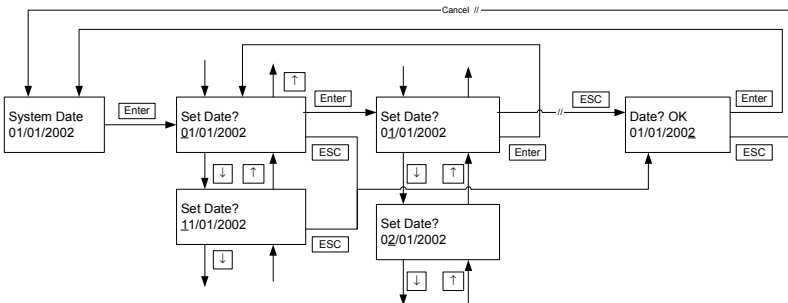 Cancel //
↑
System Date
01/01/2002
Enter
Set Date?
01/01/2002
Enter
Set Date?
01/01/2002
//
ESC
Date? OK
01/01/2002
Enter
ESC
Enter
ESC
↓ ↑
↓
↑
Set Date?
11/01/2002
ESC
↓
Set Date?
02/01/2002
↓ ↑